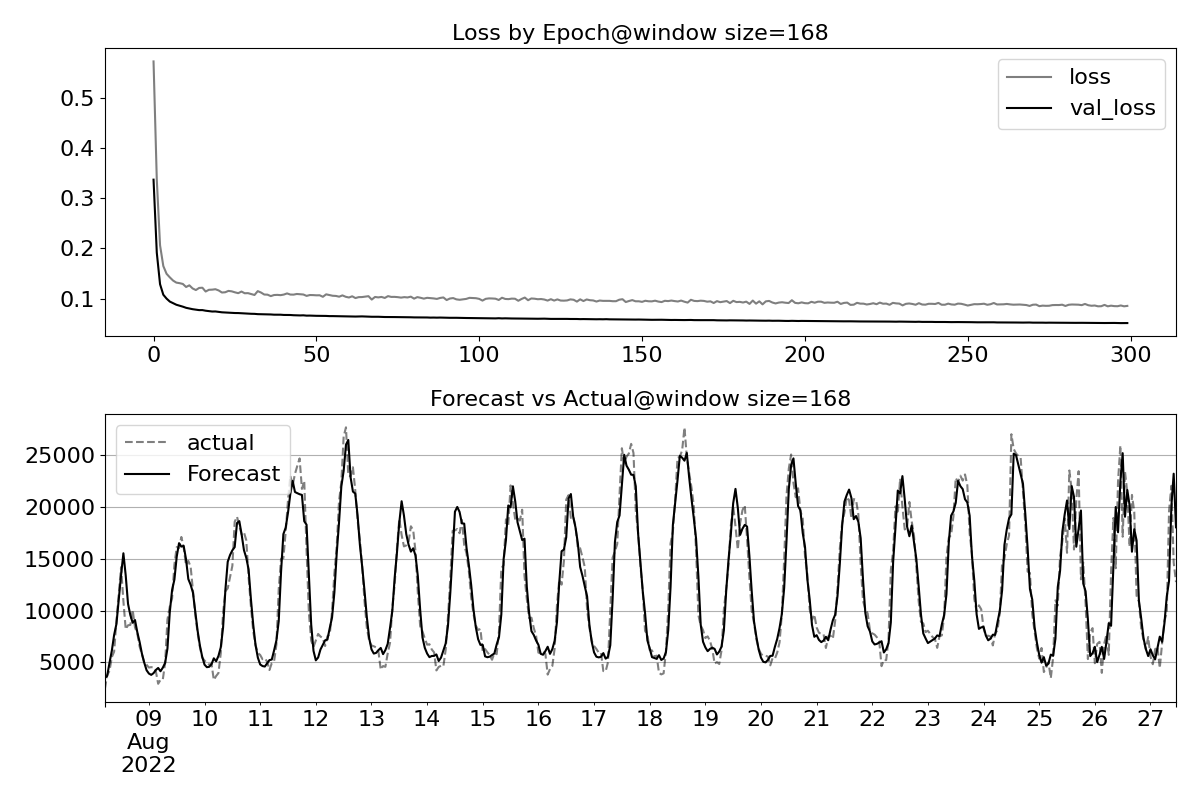 Loss by Epoch@window size=168
loss
val_loss
0.5
0.4
0.3
0.2
0.1
0 50 100 150 200 250 300
Forecast vs Actual@window size=168
actual
Forecast
25000
20000
15000
10000
5000
09 10 11 12 13 14 15 16 17 18 19 20 21 22 23 24 25 26 27
Aug
2022